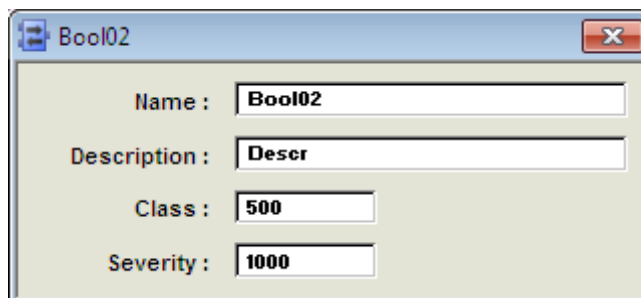 Bool02
Name : Bool02
Description : Descr
Class : 500
Severity : 1000